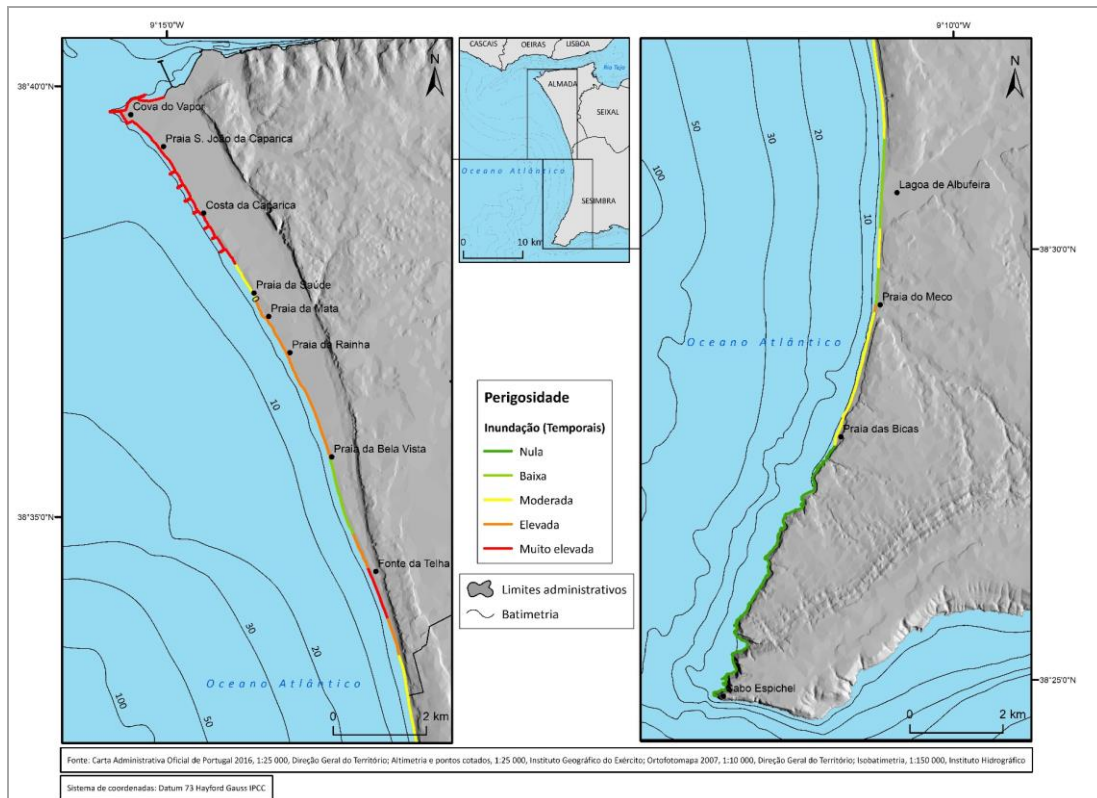 9°15'0"W
38°40'0"N
38°35'0"N
N
Cova do Vapor
Praia S. João da Caparica
Costa da Caparica
Praia da Saúde
0
Praia da Mata
Praia da Rainha
10
Praia da Bela Vista
Fonte da Telha
30
20
100
50
Oceano Atlântico
0 2 km
CASCAIS
OEIRAS
LISBOA
Rio Tejo
ALMADA
SEIXAL
Oceano Atlântico
SESIMBRA
0 10 km
Perigosidade
Inundação (Temporais)
Nula
Baixa
Moderada
Elevada
Muito elevada
Limites administrativos
Batimetria
9°10'0"W
38°30'0"N
38°25'0"N
N
50
30
20
100
10
Lagoa de Albufeira
Praia do Meco
Oceano Atlântico
Praia das Bicas
Cabo Espichel
0 2 km
Fonte: Carta Administrativa Oficial de Portugal 2016, 1:25 000, Direção Geral do Território; Altimetria e pontos cotados, 1:25 000, Instituto Geográfico do Exército; Ortofotomapa 2007, 1:10 000, Direção Geral do Território; Isobatimetria, 1:150 000, Instituto Hidrográfico
Sistema de coordenadas: Datum 73 Hayford Gauss IPCC